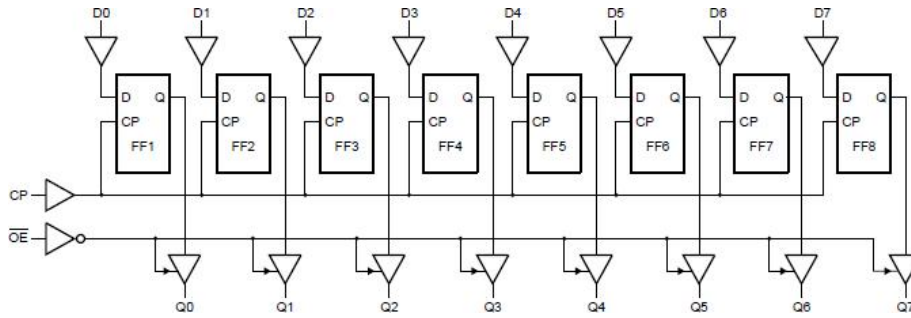 D0 D1 D2 D3 D4 D5 D6 D7
D Q D Q D Q D Q D Q D Q D Q D Q
CP CP CP CP CP CP CP CP
FF1 FF2 FF3 FF4 FF5 FF6 FF7 FF8
CP
O̅E̅
Q0 Q1 Q2 Q3 Q4 Q5 Q6 Q7